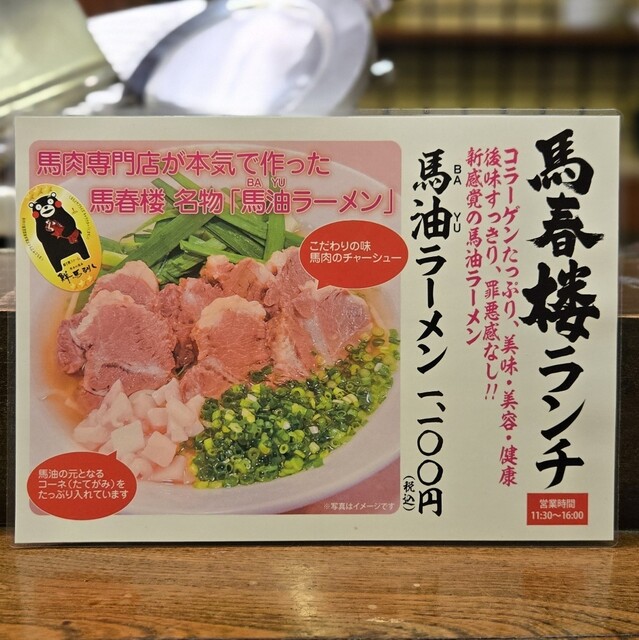 馬春楼ランチ
コラーゲンたっぷり、美味・美容・健康
後味すっきり、罪悪感なし!!
新感覚の馬油ラーメン
BA YU
馬油ラーメン 一、一〇〇円
(税込)
営業時間
11:30〜16:00
馬肉専門店が本気で作った
BA YU
馬春楼 名物「馬油ラーメン」
こだわりの味
馬肉のチャーシュー
馬油の元となる
コーネ(たてがみ)を
たっぷり入れています
※写真はイメージです